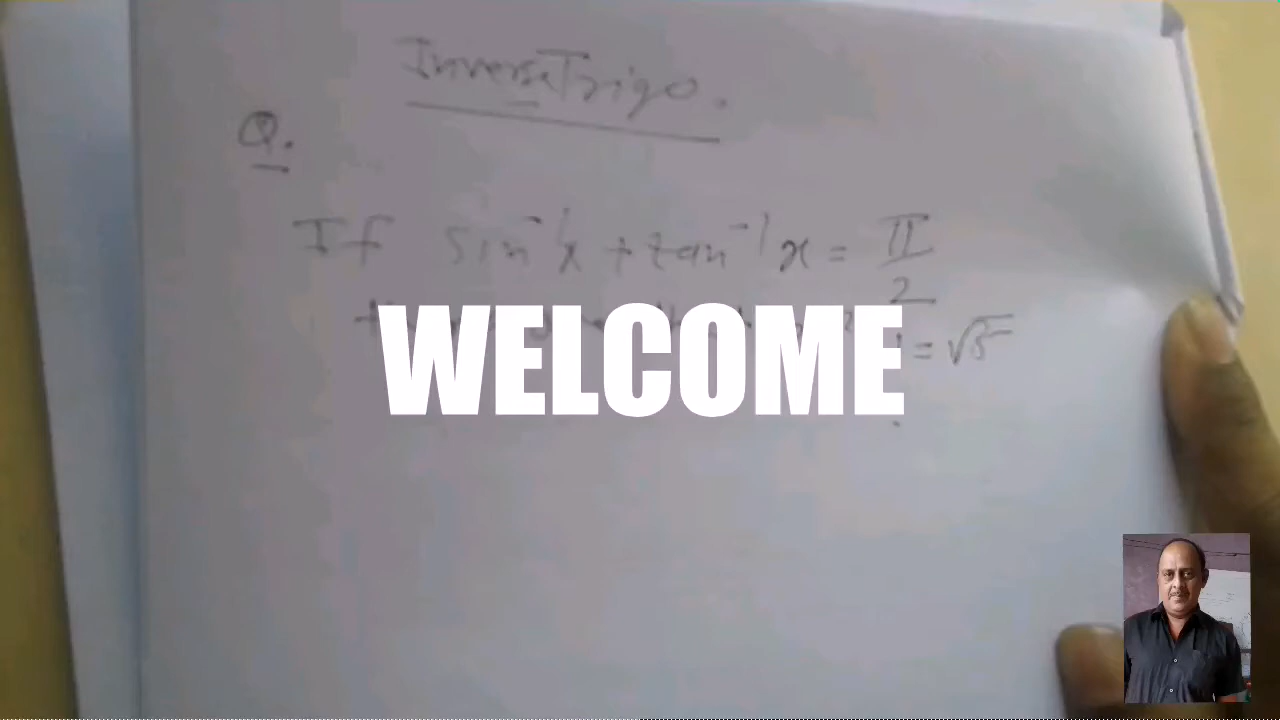 Inverse Trigo.
Q.
If sin⁻¹x + tan⁻¹x = π/2
= √5
WELCOME